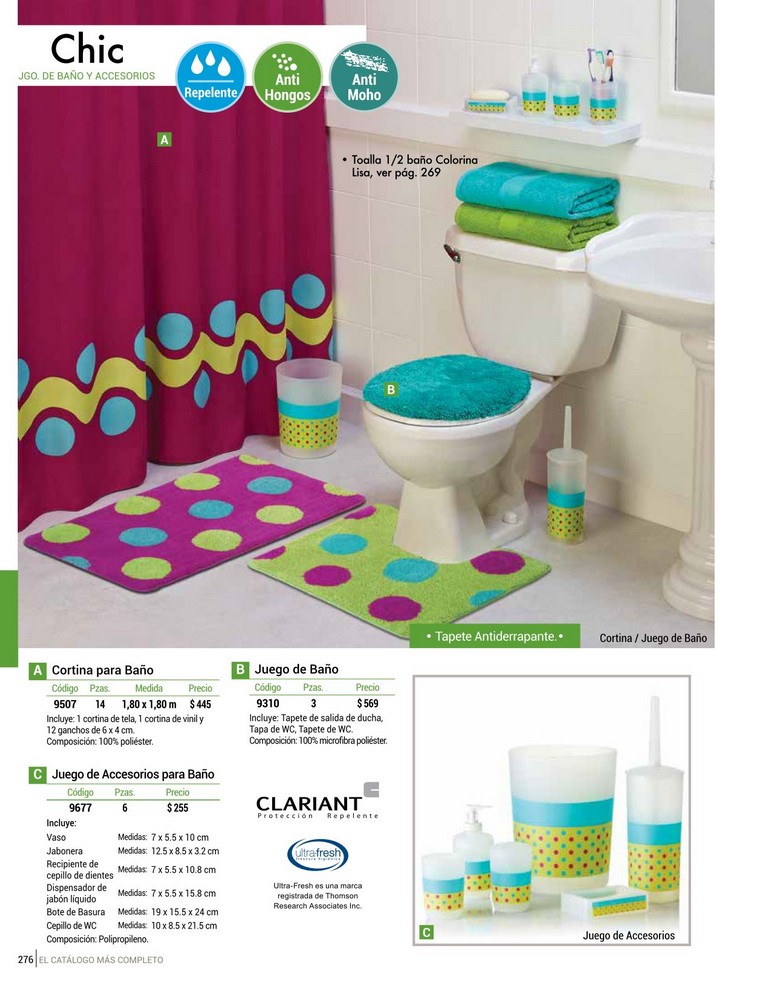 Chic
JGO. DE BAÑO Y ACCESORIOS
Repelente
Anti
Hongos
Anti
Moho
A
• Toalla 1/2 baño Colorina
Lisa, ver pág. 269
B
• Tapete Antiderrapante.•
Cortina / Juego de Baño
A Cortina para Baño
Código Pzas. Medida Precio
9507 14 1,80 x 1,80 m $ 445
Incluye: 1 cortina de tela, 1 cortina de vinil y
12 ganchos de 6 x 4 cm.
Composición: 100% poliéster.
B Juego de Baño
Código Pzas. Precio
9310 3 $ 569
Incluye: Tapete de salida de ducha,
Tapa de WC, Tapete de WC.
Composición: 100% microfibra poliéster.
C Juego de Accesorios para Baño
Código Pzas. Precio
9677 6 $ 255
Incluye:
Vaso Medidas: 7 x 5.5 x 10 cm
Jabonera Medidas: 12.5 x 8.5 x 3.2 cm
Recipiente de
cepillo de dientes Medidas: 7 x 5.5 x 10.8 cm
Dispensador de
jabón líquido Medidas: 7 x 5.5 x 15.8 cm
Bote de Basura Medidas: 19 x 15.5 x 24 cm
Cepillo de WC Medidas: 10 x 8.5 x 21.5 cm
Composición: Polipropileno.
CLARIANT
Protección Repelente
ultra-fresh
Ultra-Fresh es una marca
registrada de Thomson
Research Associates Inc.
C
Juego de Accesorios
276 EL CATÁLOGO MÁS COMPLETO